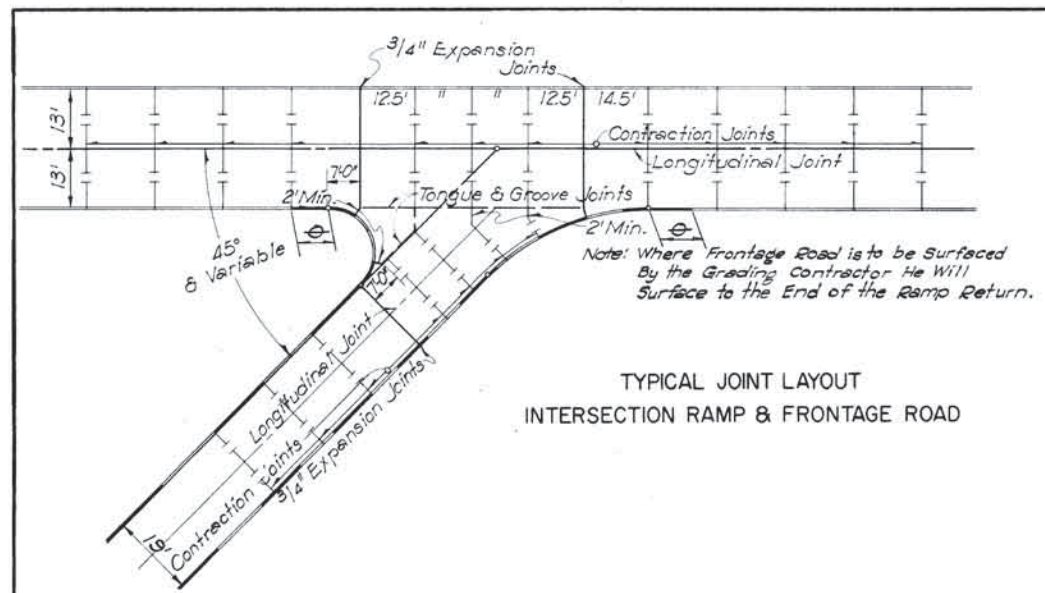 3/4" Expansion
Joints
12.5' " " 12.5' 14.5'
13'
13'
Contraction Joints
Longitudinal Joint
7'0"
2' Min.
Tongue & Groove Joints
2' Min.
ϕ
ϕ
45°
& Variable
Note: Where Frontage Road is to be Surfaced
By the Grading Contractor He Will
Surface to the End of the Ramp Return.
7'0"
Longitudinal Joint
Contraction Joints
3/4" Expansion Joints
19'
TYPICAL JOINT LAYOUT
INTERSECTION RAMP & FRONTAGE ROAD